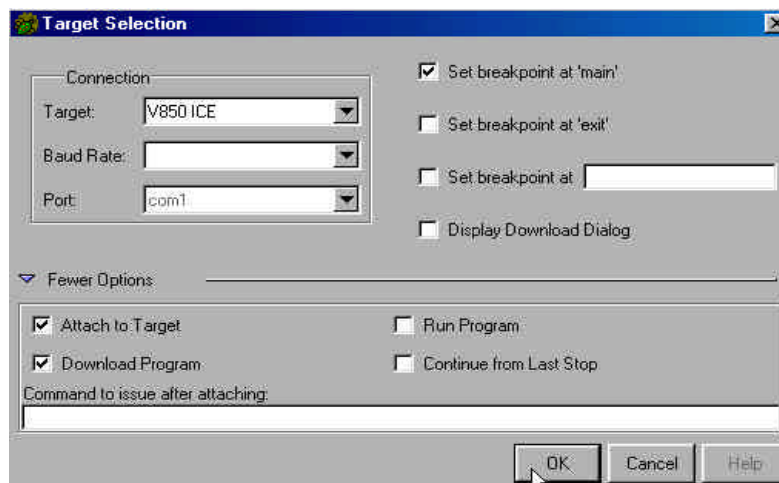 Target Selection
Connection
Target: V850 ICE
Baud Rate:
Port: com1
Set breakpoint at 'main'
Set breakpoint at 'exit'
Set breakpoint at
Display Download Dialog
Fewer Options
Attach to Target
Run Program
Download Program
Continue from Last Stop
Command to issue after attaching:
OK Cancel Help